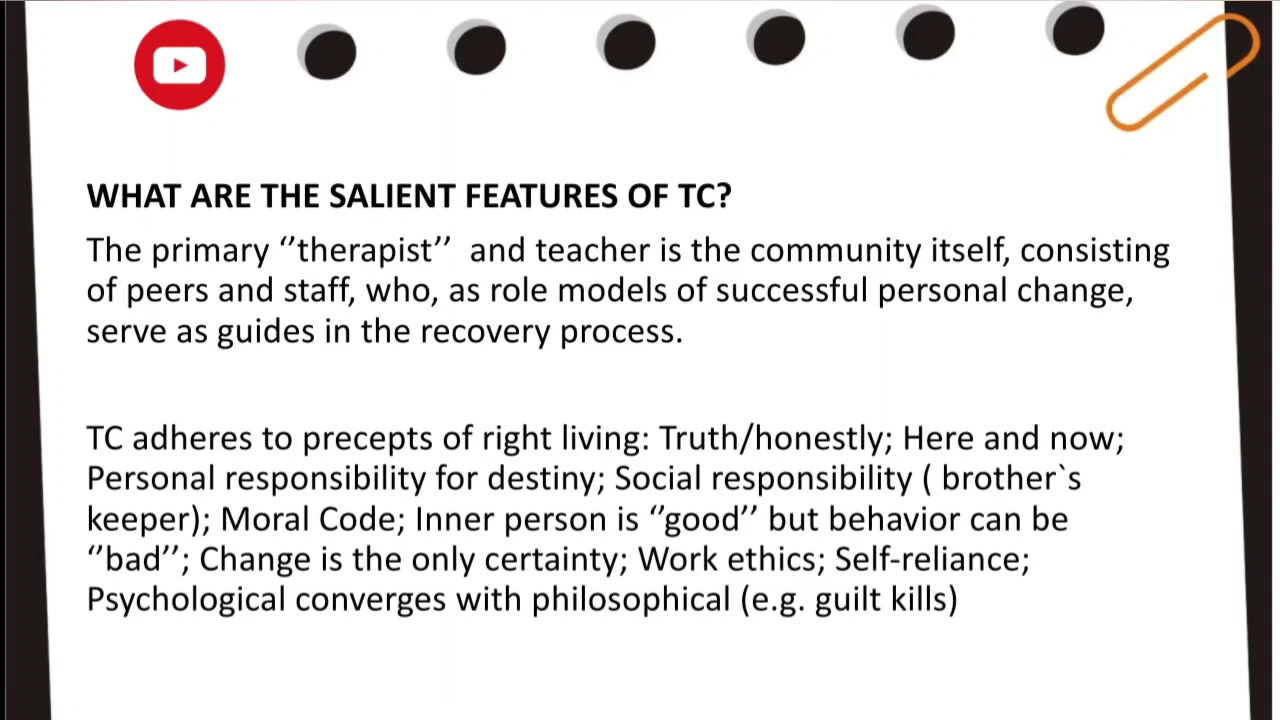 WHAT ARE THE SALIENT FEATURES OF TC?
The primary ‘’therapist’’  and teacher is the community itself, consisting
of peers and staff, who, as role models of successful personal change,
serve as guides in the recovery process.
TC adheres to precepts of right living: Truth/honestly; Here and now;
Personal responsibility for destiny; Social responsibility ( brother`s
keeper); Moral Code; Inner person is ‘’good’’ but behavior can be
‘’bad’’; Change is the only certainty; Work ethics; Self-reliance;
Psychological converges with philosophical (e.g. guilt kills)